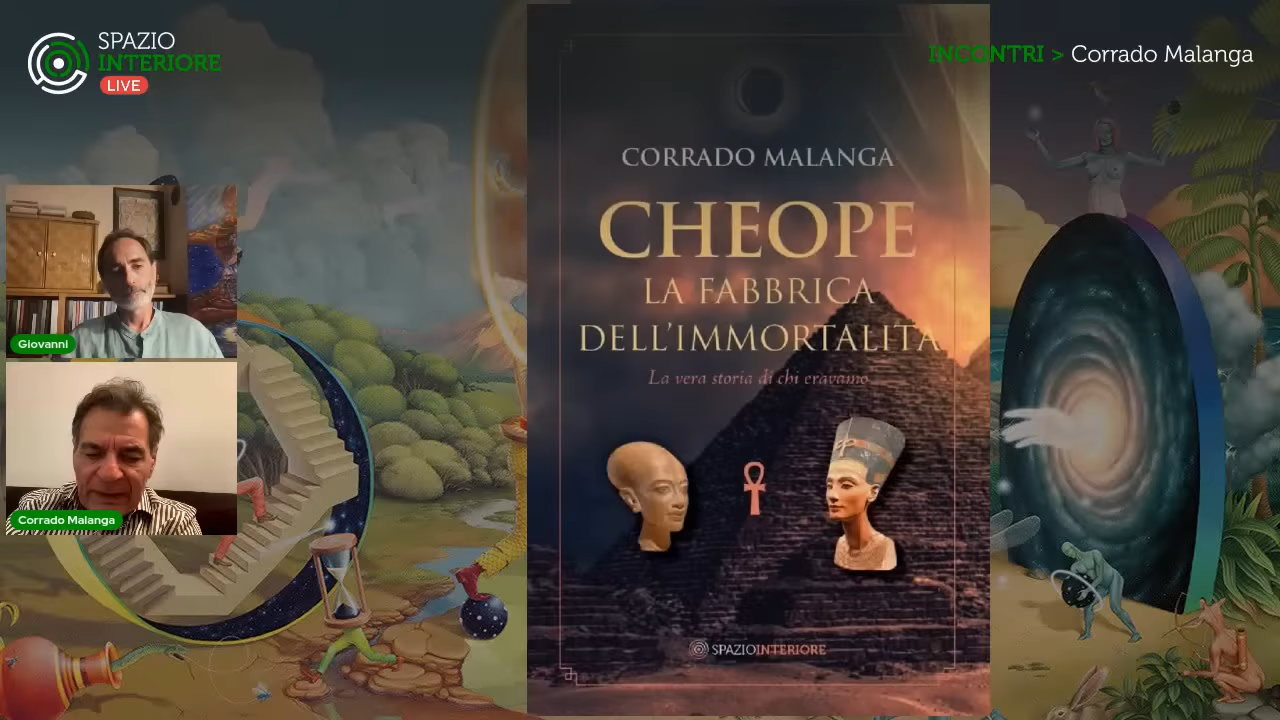 SPAZIO
INTERIORE
LIVE
INCONTRI > Corrado Malanga
Giovanni
Corrado Malanga
CORRADO MALANGA
CHEOPE
LA FABBRICA
DELL'IMMORTALITÀ
La vera storia di chi eravamo
SPAZIOINTERIORE